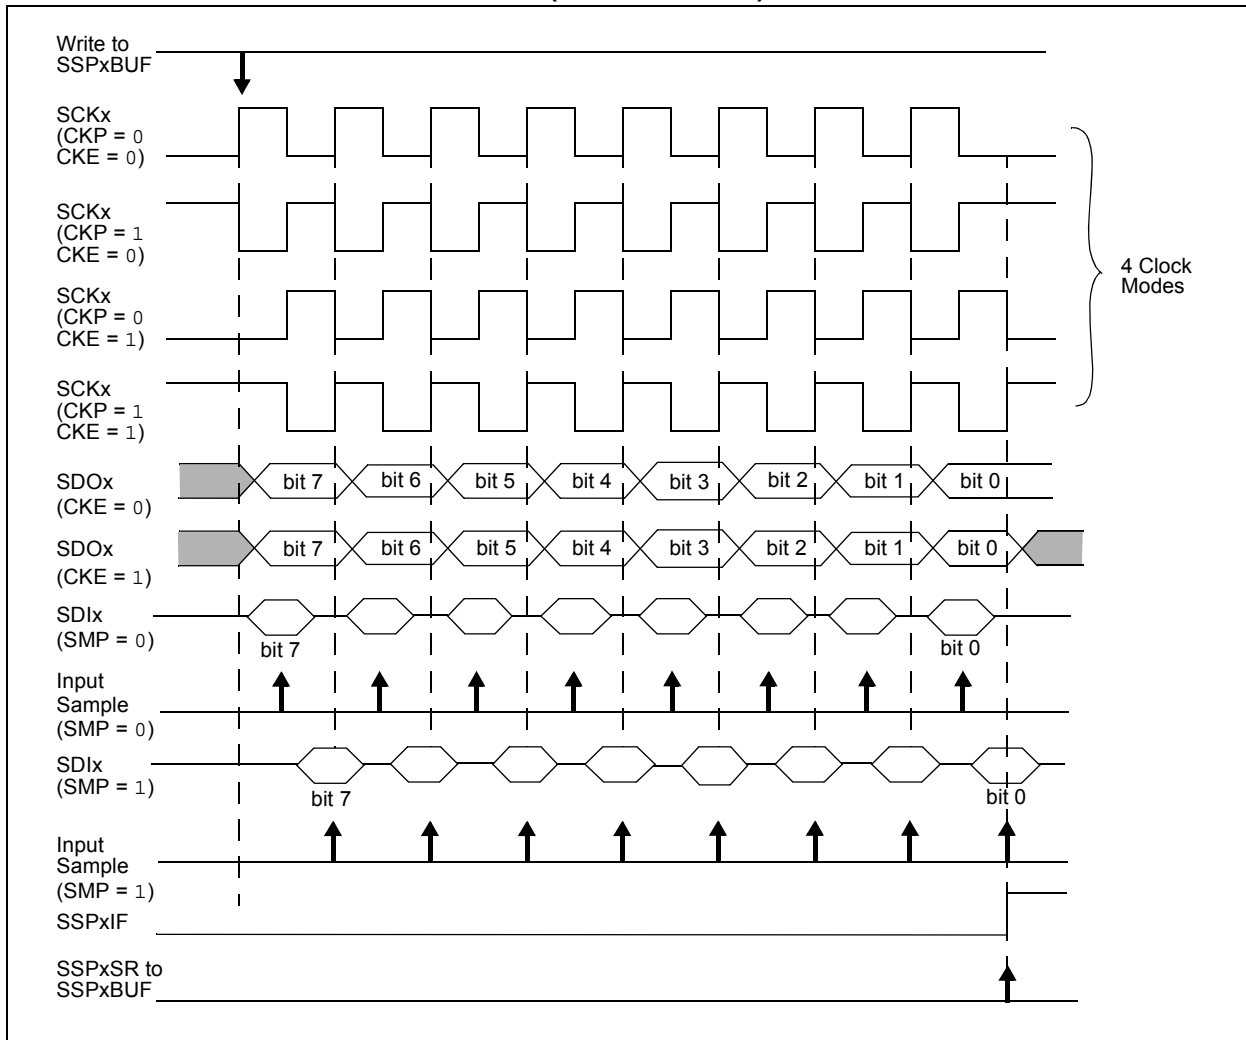 Write to
SSPxBUF
SCKx
(CKP = 0
CKE = 0)
SCKx
(CKP = 1
CKE = 0)
4 Clock
Modes
SCKx
(CKP = 0
CKE = 1)
SCKx
(CKP = 1
CKE = 1)
SDOx
(CKE = 0)
bit 7 bit 6 bit 5 bit 4 bit 3 bit 2 bit 1 bit 0
SDOx
(CKE = 1)
bit 7 bit 6 bit 5 bit 4 bit 3 bit 2 bit 1 bit 0
SDIx
(SMP = 0)
bit 7 bit 0
Input
Sample
(SMP = 0)
SDIx
(SMP = 1)
bit 7 bit 0
Input
Sample
(SMP = 1)
SSPxIF
SSPxSR to
SSPxBUF